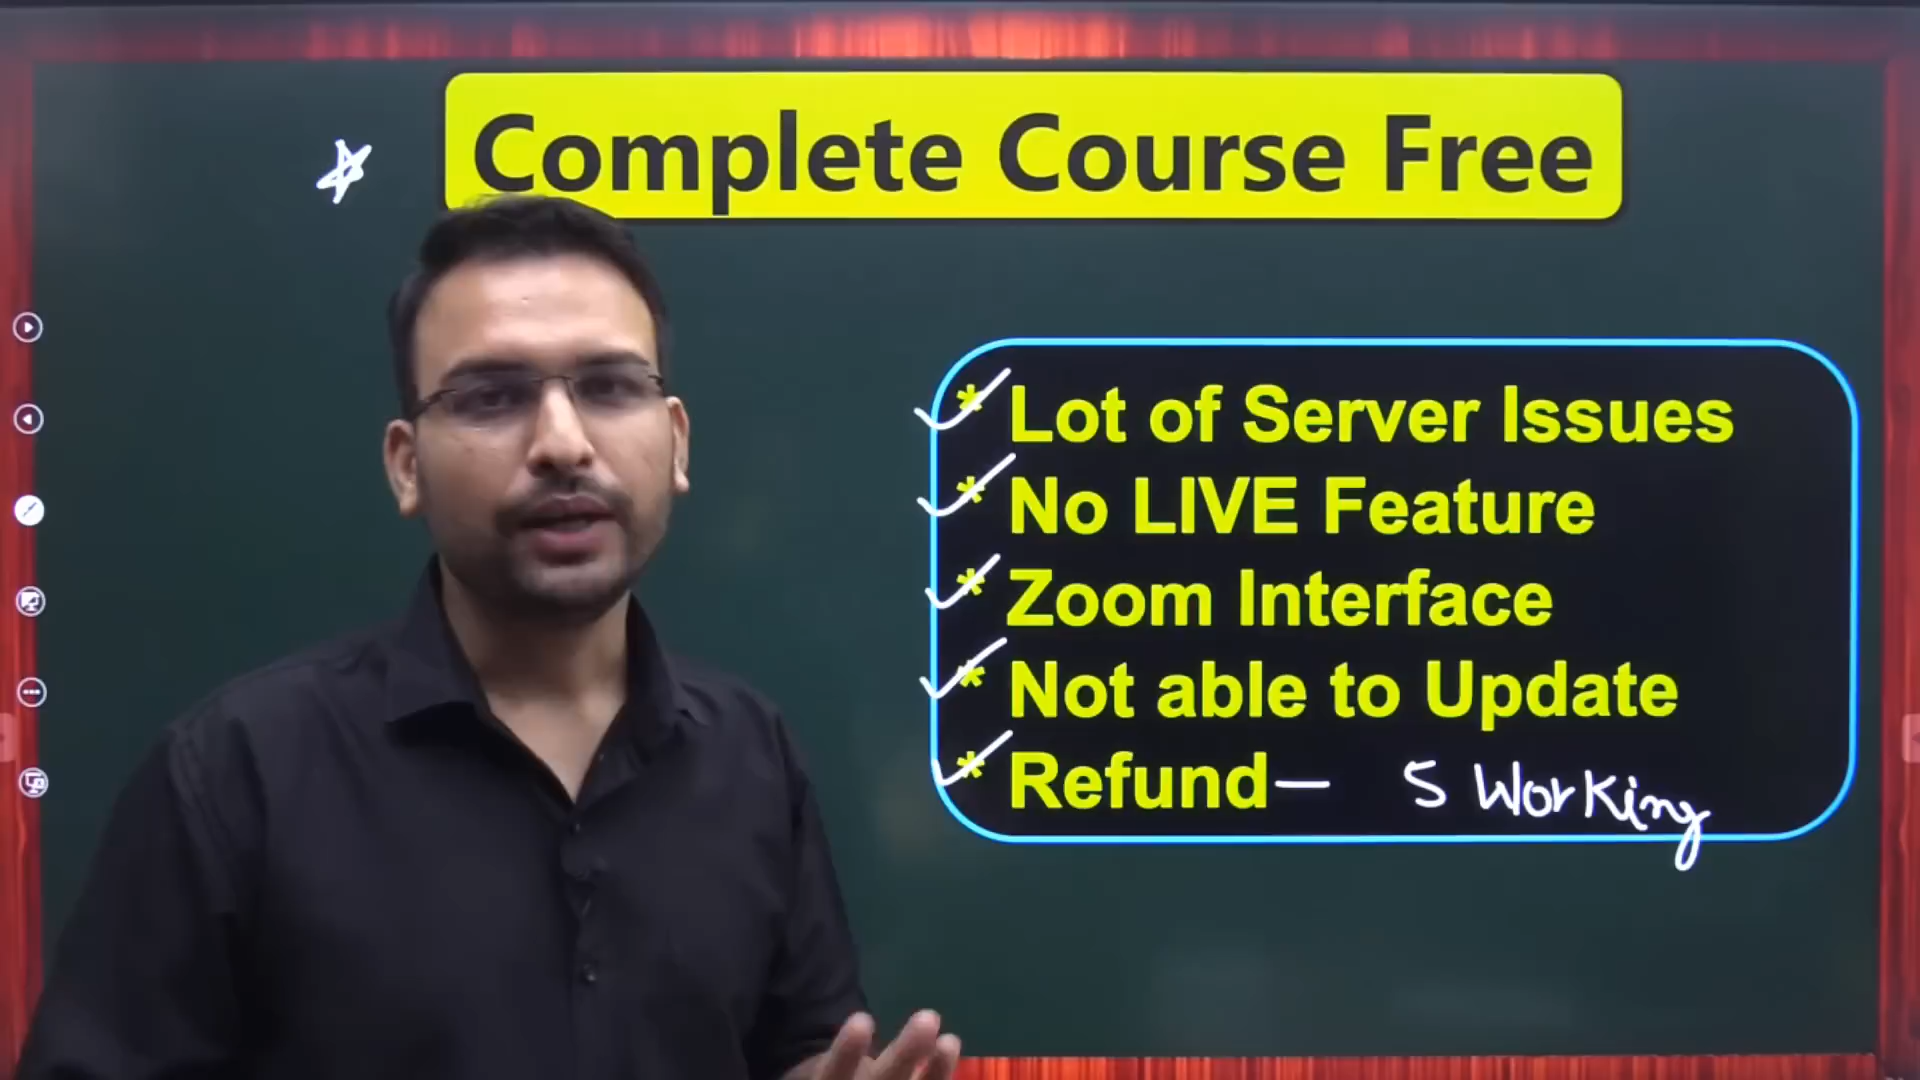 Complete Course Free
* Lot of Server Issues
* No LIVE Feature
* Zoom Interface
* Not able to Update
* Refund — 5 Working